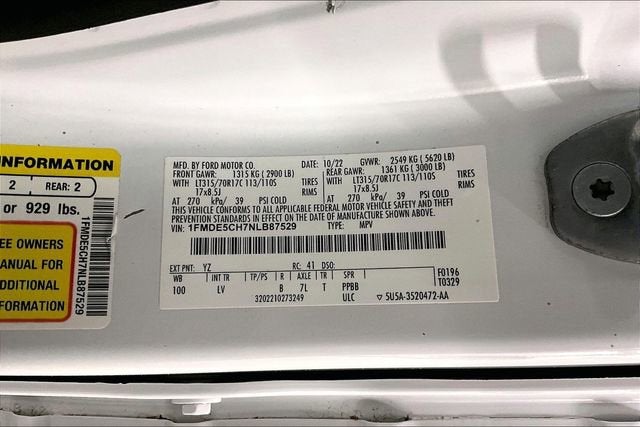 NFORMATION
2 REAR: 2
or 929 lbs.
EE OWNERS
ANUAL FOR
DDITIONAL
FORMATION
1FMDE5CH7NLB87529
MFD. BY FORD MOTOR CO. DATE: 10/22 GVWR: 2549 KG ( 5620 LB)
FRONT GAWR: 1315 KG ( 2900 LB) REAR GAWR: 1361 KG ( 3000 LB)
WITH LT315/70R17C 113/110S TIRES WITH LT315/70R17C 113/110S TIRES
17x8.5J RIMS 17x8.5J RIMS
AT 270 kPa/ 39 PSI COLD AT 270 kPa/ 39 PSI COLD
THIS VEHICLE CONFORMS TO ALL APPLICABLE FEDERAL MOTOR VEHICLE SAFETY AND THEFT
PREVENTION STANDARDS IN EFFECT ON THE DATE OF MANUFACTURE SHOWN ABOVE.
VIN: 1FMDE5CH7NLB87529 TYPE: MPV
EXT PNT: YZ RC: 41 DSO: F0196
WB INT TR TP/PS R AXLE TR SPR T0329
100 LV B 7L T PPBB
3202210273249 ULC ▽ 5U5A-3520472-AA